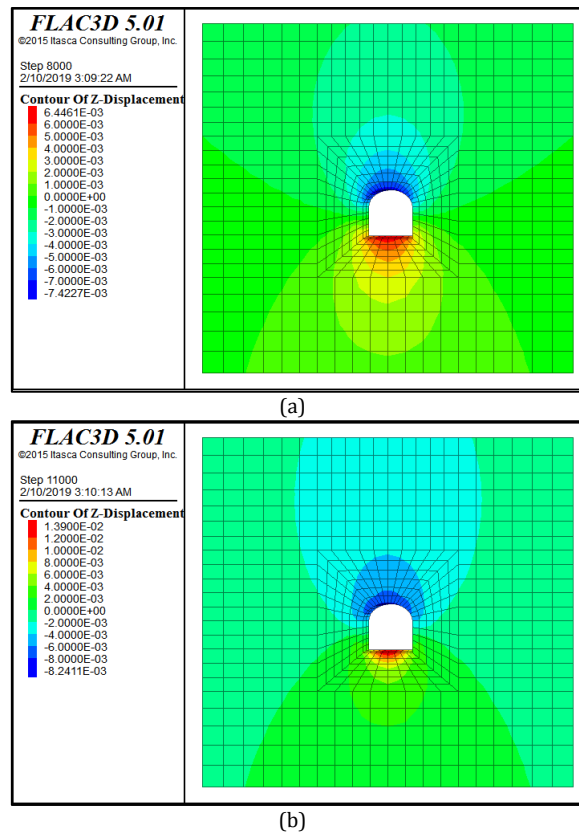 FLAC3D 5.01
©2015 Itasca Consulting Group, Inc.
Step 8000
2/10/2019 3:09:22 AM
Contour Of Z-Displacement
6.4461E-03
6.0000E-03
5.0000E-03
4.0000E-03
3.0000E-03
2.0000E-03
1.0000E-03
0.0000E+00
-1.0000E-03
-2.0000E-03
-3.0000E-03
-4.0000E-03
-5.0000E-03
-6.0000E-03
-7.0000E-03
-7.4227E-03
(a)
FLAC3D 5.01
©2015 Itasca Consulting Group, Inc.
Step 11000
2/10/2019 3:10:13 AM
Contour Of Z-Displacement
1.3900E-02
1.2000E-02
1.0000E-02
8.0000E-03
6.0000E-03
4.0000E-03
2.0000E-03
0.0000E+00
-2.0000E-03
-4.0000E-03
-6.0000E-03
-8.0000E-03
-8.2411E-03
(b)